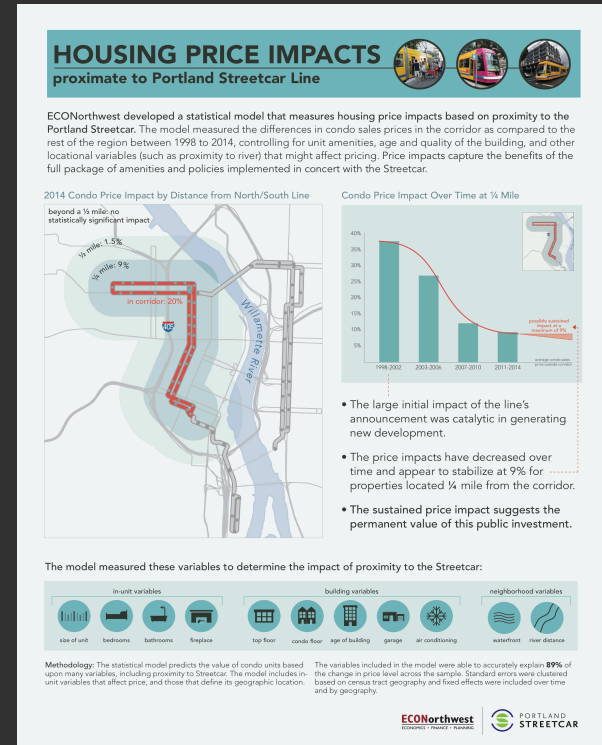 HOUSING PRICE IMPACTS
proximate to Portland Streetcar Line
ECONorthwest developed a statistical model that measures housing price impacts based on proximity to the
Portland Streetcar. The model measured the differences in condo sales prices in the corridor as compared to the
rest of the region between 1998 to 2014, controlling for unit amenities, age and quality of the building, and other
locational variables (such as proximity to river) that might affect pricing. Price impacts capture the benefits of the
full package of amenities and policies implemented in concert with the Streetcar.
2014 Condo Price Impact by Distance from North/South Line
beyond a ½ mile: no
statistically significant impact
½ mile: 1.5%
¼ mile: 9%
in corridor: 20%
405
Willamette River
Condo Price Impact Over Time at ¼ Mile
40%
35%
30%
25%
20%
15%
10%
5%
possible sustained
impact at a
maximum of 9%
average condo sales
price outside corridor
1998-2002
2003-2006
2007-2010
2011-2014
• The large initial impact of the line's
announcement was catalytic in generating
new development.
• The price impacts have decreased over
time and appear to stabilize at 9% for
properties located ¼ mile from the corridor.
• The sustained price impact suggests the
permanent value of this public investment.
The model measured these variables to determine the impact of proximity to the Streetcar:
in-unit variables
size of unit
bedrooms
bathrooms
fireplace
building variables
top floor
condo floor
age of building
garage
air conditioning
neighborhood variables
waterfront
river distance
Methodology: The statistical model predicts the value of condo units based
upon many variables, including proximity to Streetcar. The model includes in-
unit variables that affect price, and those that define its geographic location.
The variables included in the model were able to accurately explain 89% of
the change in price level across the sample. Standard errors were clustered
based on census tract geography and fixed effects were included over time
and by geography.
ECONorthwest
ECONOMICS • FINANCE • PLANNING
PORTLAND
STREETCAR